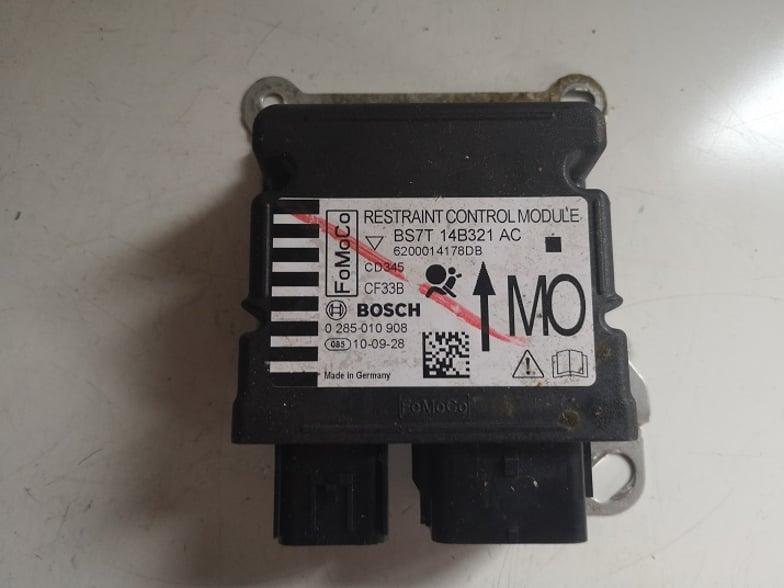 FoMoCo
RESTRAINT CONTROL MODULE
BS7T 14B321 AC
6200014178DB
CD345
CF33B
BOSCH
0 285 010 908
085 10-09-28
Made in Germany
MO
FoMoCo